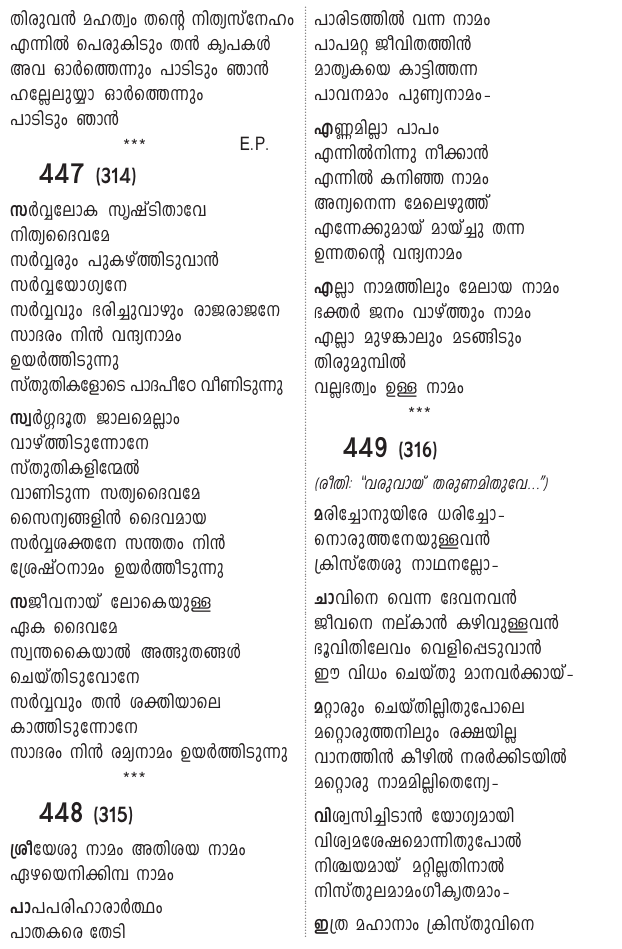 തിരുവൻ മഹത്വം തന്റെ നിത്യസ്നേഹം
എന്നിൽ പെരുകിടും തൻ കൃപകൾ
അവ ഓർത്തെന്നും പാടിടും ഞാൻ
ഹല്ലേലുയ്യാ ഓർത്തെന്നും
പാടിടും ഞാൻ
*** E.P.
447 (314)
സർവ്വലോക സൃഷ്ടിതാവേ
നിത്യദൈവമേ
സർവ്വരും പുകഴ്ത്തിടുവാൻ
സർവ്വയോഗ്യനേ
സർവ്വവും ഭരിച്ചുവാഴും രാജരാജനേ
സാദരം നിൻ വന്ദ്യനാമം
ഉയർത്തിടുന്നു
സ്തുതികളോടെ പാദപീഠേ വീണിടുന്നു
സ്വർഗ്ഗദൂത ജാലമെല്ലാം
വാഴ്ത്തിടുന്നോനേ
സ്തുതികളിന്മേൽ
വാണിടുന്ന സത്യദൈവമേ
സൈന്യങ്ങളിൻ ദൈവമായ
സർവ്വശക്തനേ സന്തതം നിൻ
ശ്രേഷ്ഠനാമം ഉയർത്തീടുന്നു
സജീവനായ് ലോകെയുള്ള
ഏക ദൈവമേ
സ്വന്തകൈയാൽ അത്ഭുതങ്ങൾ
ചെയ്തിടുവോനേ
സർവ്വവും തൻ ശക്തിയാലെ
കാത്തിടുന്നോനേ
സാദരം നിൻ രമ്യനാമം ഉയർത്തിടുന്നു
***
448 (315)
ശ്രീയേശു നാമം അതിശയ നാമം
ഏഴയെനിക്കിമ്പ നാമം
പാപപരിഹാരാർത്ഥം
പാതകരെ തേടി
പാരിടത്തിൽ വന്ന നാമം
പാപമറ്റ ജീവിതത്തിൻ
മാതൃകയെ കാട്ടിത്തന്ന
പാവനമാം പുണ്യനാമം-
എണ്ണമില്ലാ പാപം
എന്നിൽനിന്നു നീക്കാൻ
എന്നിൽ കനിഞ്ഞ നാമം
അന്യനെന്ന മേലെഴുത്ത്
എന്നേക്കുമായ് മായ്ച്ചു തന്ന
ഉന്നതന്റെ വന്ദ്യനാമം
എല്ലാ നാമത്തിലും മേലായ നാമം
ഭക്തർ ജനം വാഴ്ത്തും നാമം
എല്ലാ മുഴങ്കാലും മടങ്ങിടും
തിരുമുമ്പിൽ
വല്ലഭത്വം ഉള്ള നാമം
***
449 (316)
(രീതി: "വരുവായ് തരുണമിതുവേ...")
മരിച്ചോനുയിരേ ധരിച്ചോ-
നൊരുത്തനേയുള്ളവൻ
ക്രിസ്തേശു നാഥനല്ലോ-
ചാവിനെ വെന്ന ദേവനവൻ
ജീവനെ നല്കാൻ കഴിവുള്ളവൻ
ഭൂവിതിലേവം വെളിപ്പെടുവാൻ
ഈ വിധം ചെയ്തു മാനവർക്കായ്-
മറ്റാരും ചെയ്തില്ലിതുപോലെ
മറ്റൊരുത്തനിലും രക്ഷയില്ല
വാനത്തിൻ കീഴിൽ നരർക്കിടയിൽ
മറ്റൊരു നാമമില്ലിതെന്യേ-
വിശ്വസിച്ചിടാൻ യോഗ്യമായി
വിശ്വമശേഷമൊന്നിതുപോൽ
നിശ്ചയമായ് മറ്റില്ലതിനാൽ
നിസ്തുലമാമംഗീകൃതമാം-
ഇത്ര മഹാനാം ക്രിസ്തുവിനെ